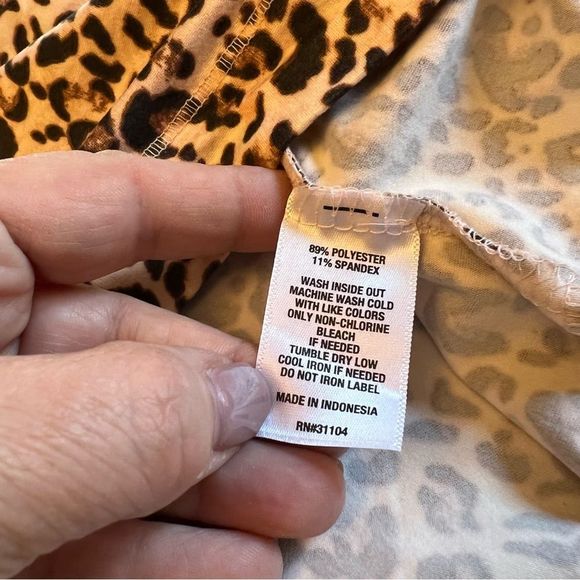 89% POLYESTER
11% SPANDEX
WASH INSIDE OUT
MACHINE WASH COLD
WITH LIKE COLORS
ONLY NON-CHLORINE
BLEACH
IF NEEDED
TUMBLE DRY LOW
COOL IRON IF NEEDED
DO NOT IRON LABEL
MADE IN INDONESIA
RN#31104